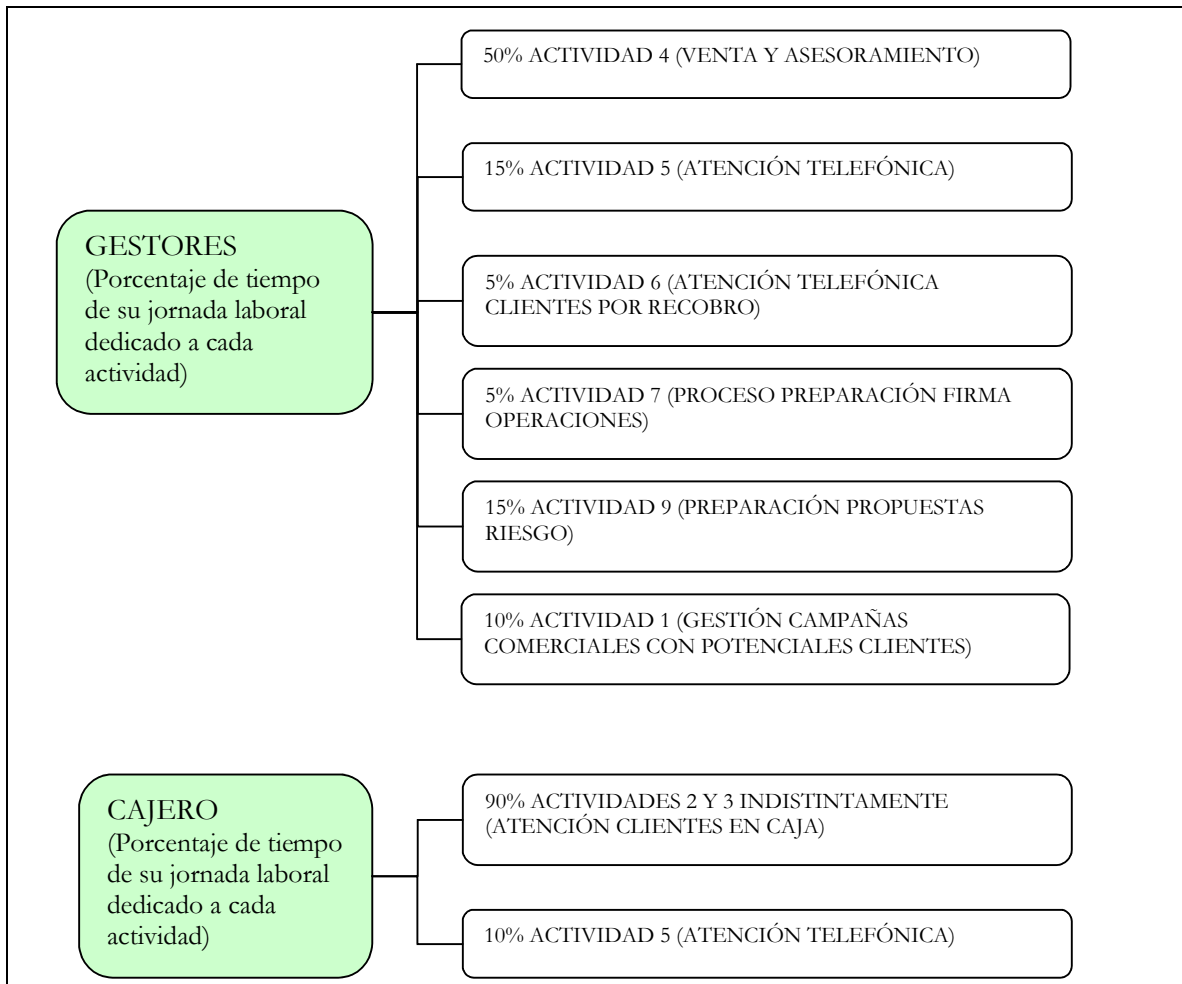 50% ACTIVIDAD 4 (VENTA Y ASESORAMIENTO)
15% ACTIVIDAD 5 (ATENCIÓN TELEFÓNICA)
GESTORES
(Porcentaje de tiempo
de su jornada laboral
dedicado a cada
actividad)
5% ACTIVIDAD 6 (ATENCIÓN TELEFÓNICA
CLIENTES POR RECOBRO)
5% ACTIVIDAD 7 (PROCESO PREPARACIÓN FIRMA
OPERACIONES)
15% ACTIVIDAD 9 (PREPARACIÓN PROPUESTAS
RIESGO)
10% ACTIVIDAD 1 (GESTIÓN CAMPAÑAS
COMERCIALES CON POTENCIALES CLIENTES)
CAJERO
(Porcentaje de tiempo
de su jornada laboral
dedicado a cada
actividad)
90% ACTIVIDADES 2 Y 3 INDISTINTAMENTE
(ATENCIÓN CLIENTES EN CAJA)
10% ACTIVIDAD 5 (ATENCIÓN TELEFÓNICA)